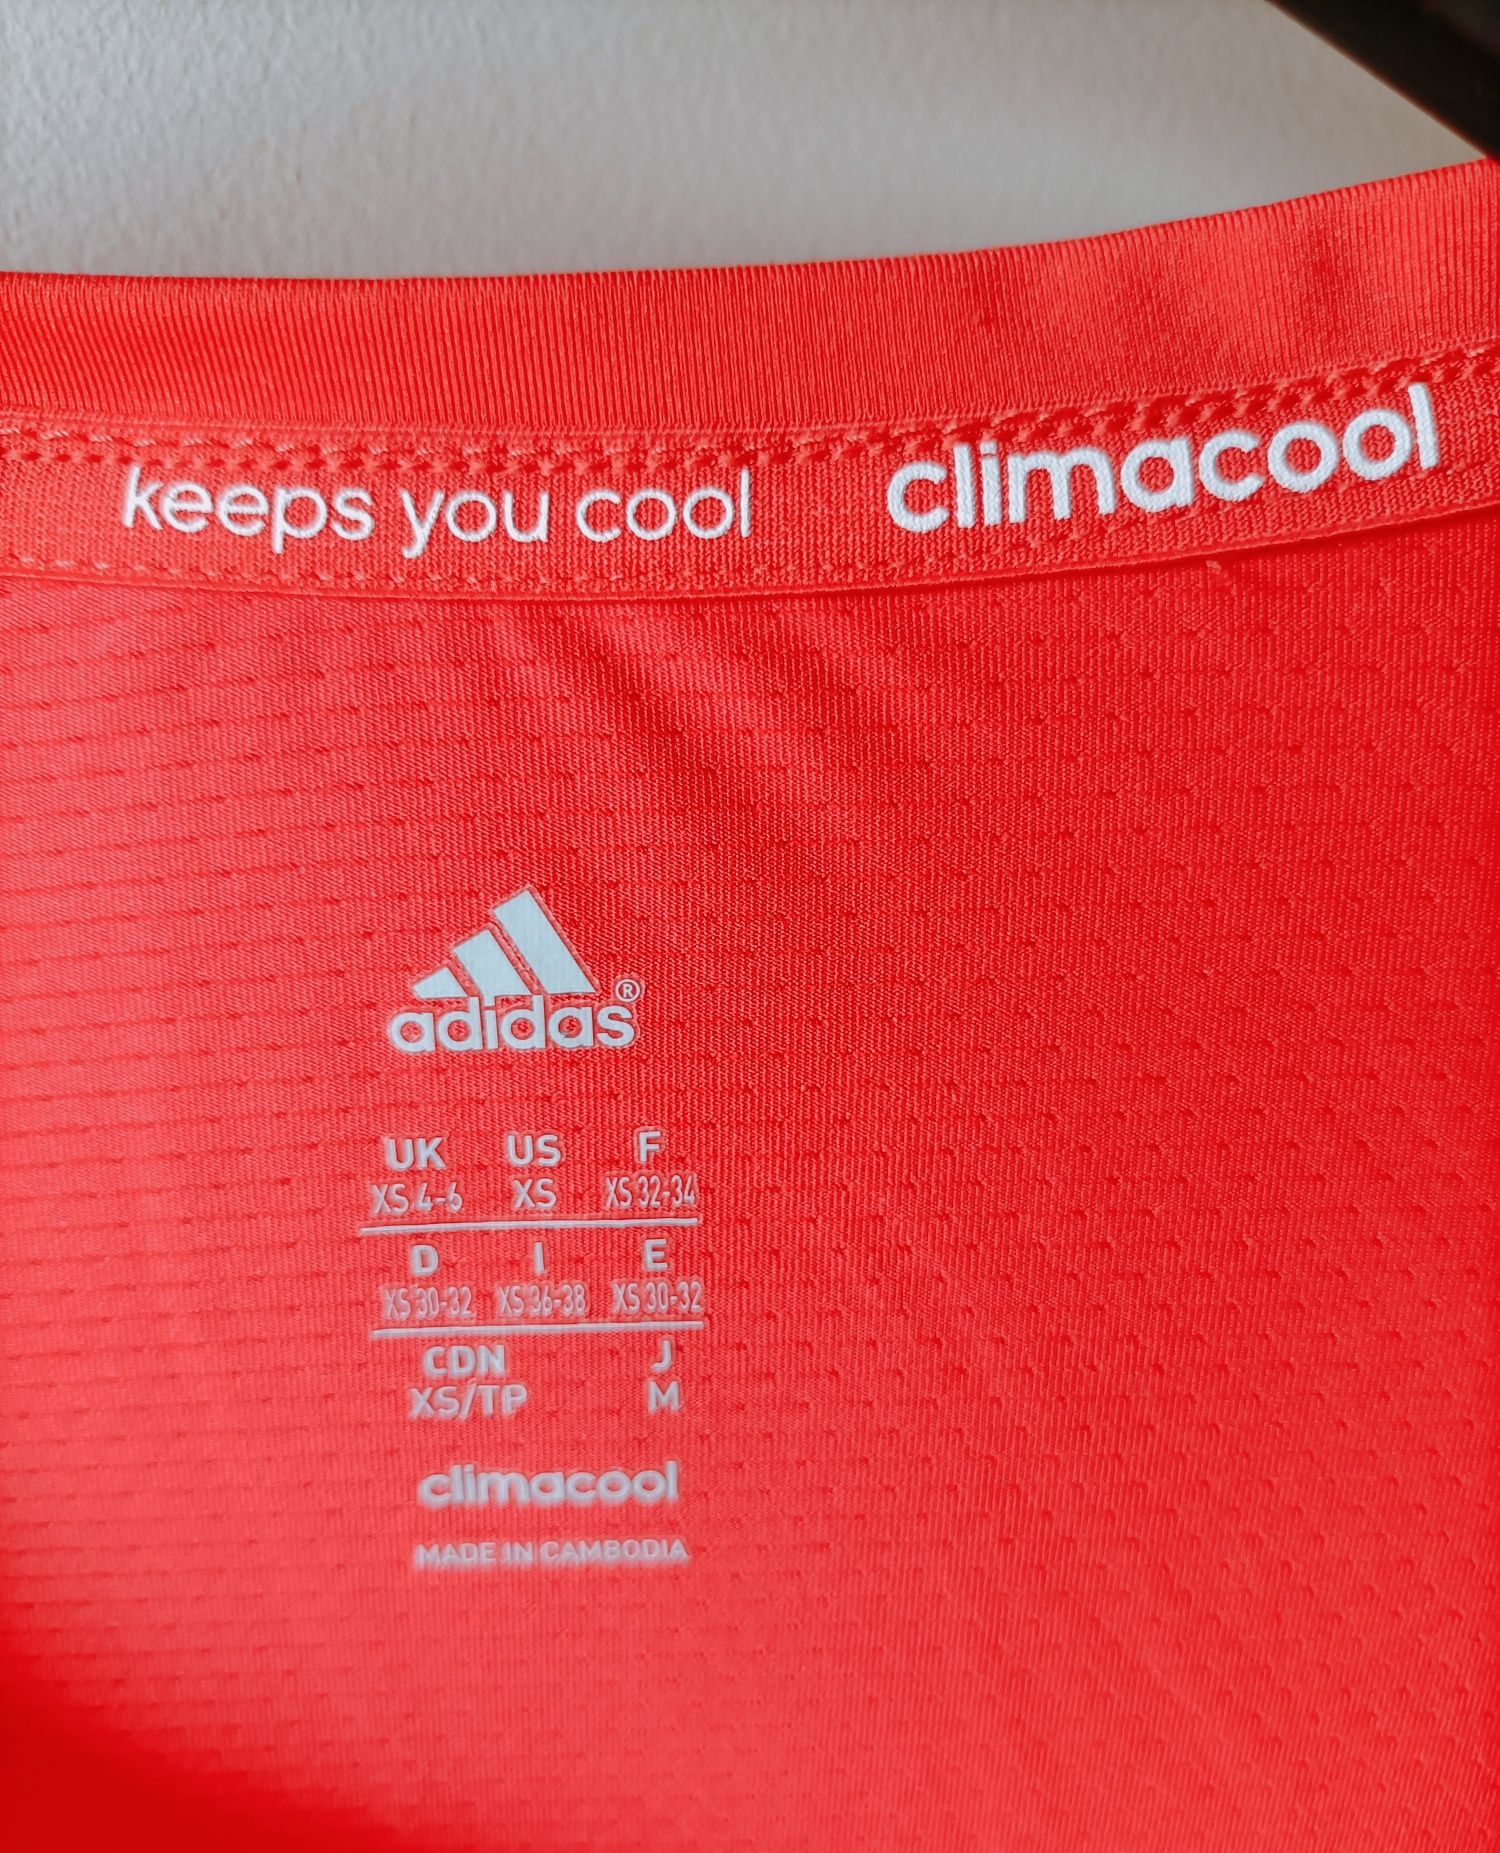 keeps you cool climacool
adidas®
UK US F
XS 4-6 XS XS 32-34
D I E
XS 30-32 XS 36-38 XS 30-32
CDN J
XS/TP M
climacool
MADE IN CAMBODIA